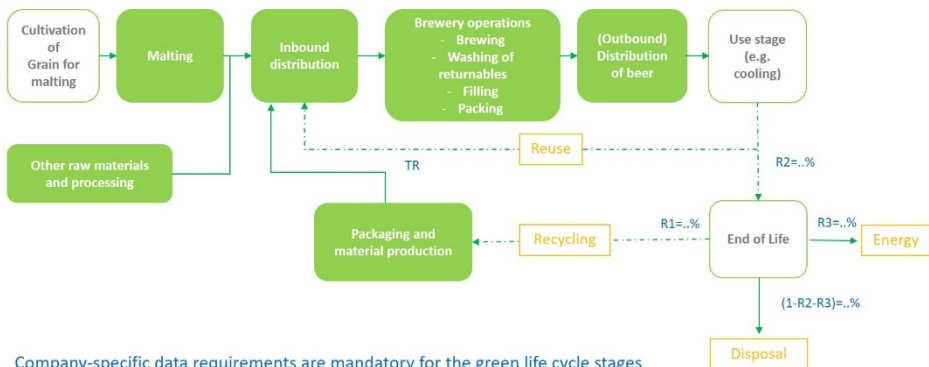 Cultivation
of
Grain for
malting
Malting
Inbound
distribution
Brewery operations
- Brewing
- Washing of
returnables
- Filling
- Packing
(Outbound)
Distribution
of beer
Use stage
(e.g.
cooling)
Other raw materials
and processing
TR
Reuse
R2=..%
Packaging and
material production
Recycling
R1=..%
End of Life
R3=..%
Energy
(1-R2-R3)=..%
Disposal
Company-specific data requirements are mandatory for the green life cycle stages